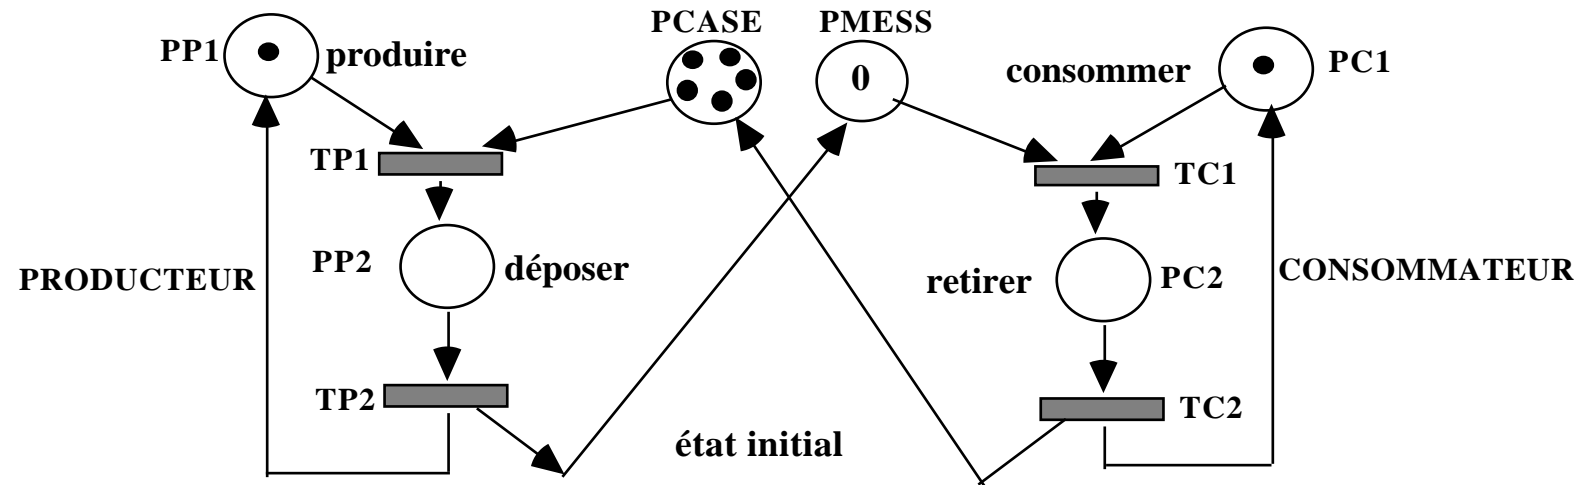 PCASE PMESS
PP1 produire 0 consommer PC1
TP1 TC1
PP2 déposer retirer PC2
PRODUCTEUR CONSOMMATEUR
TP2 TC2
état initial